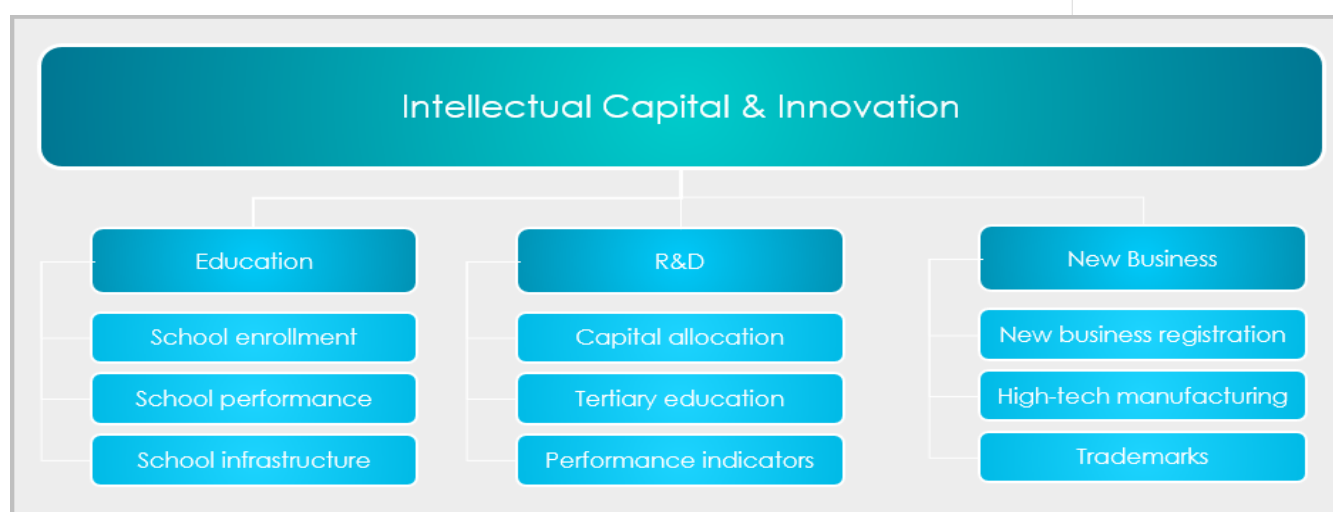 Intellectual Capital & Innovation
Education
School enrollment
School performance
School infrastructure
R&D
Capital allocation
Tertiary education
Performance indicators
New Business
New business registration
High-tech manufacturing
Trademarks